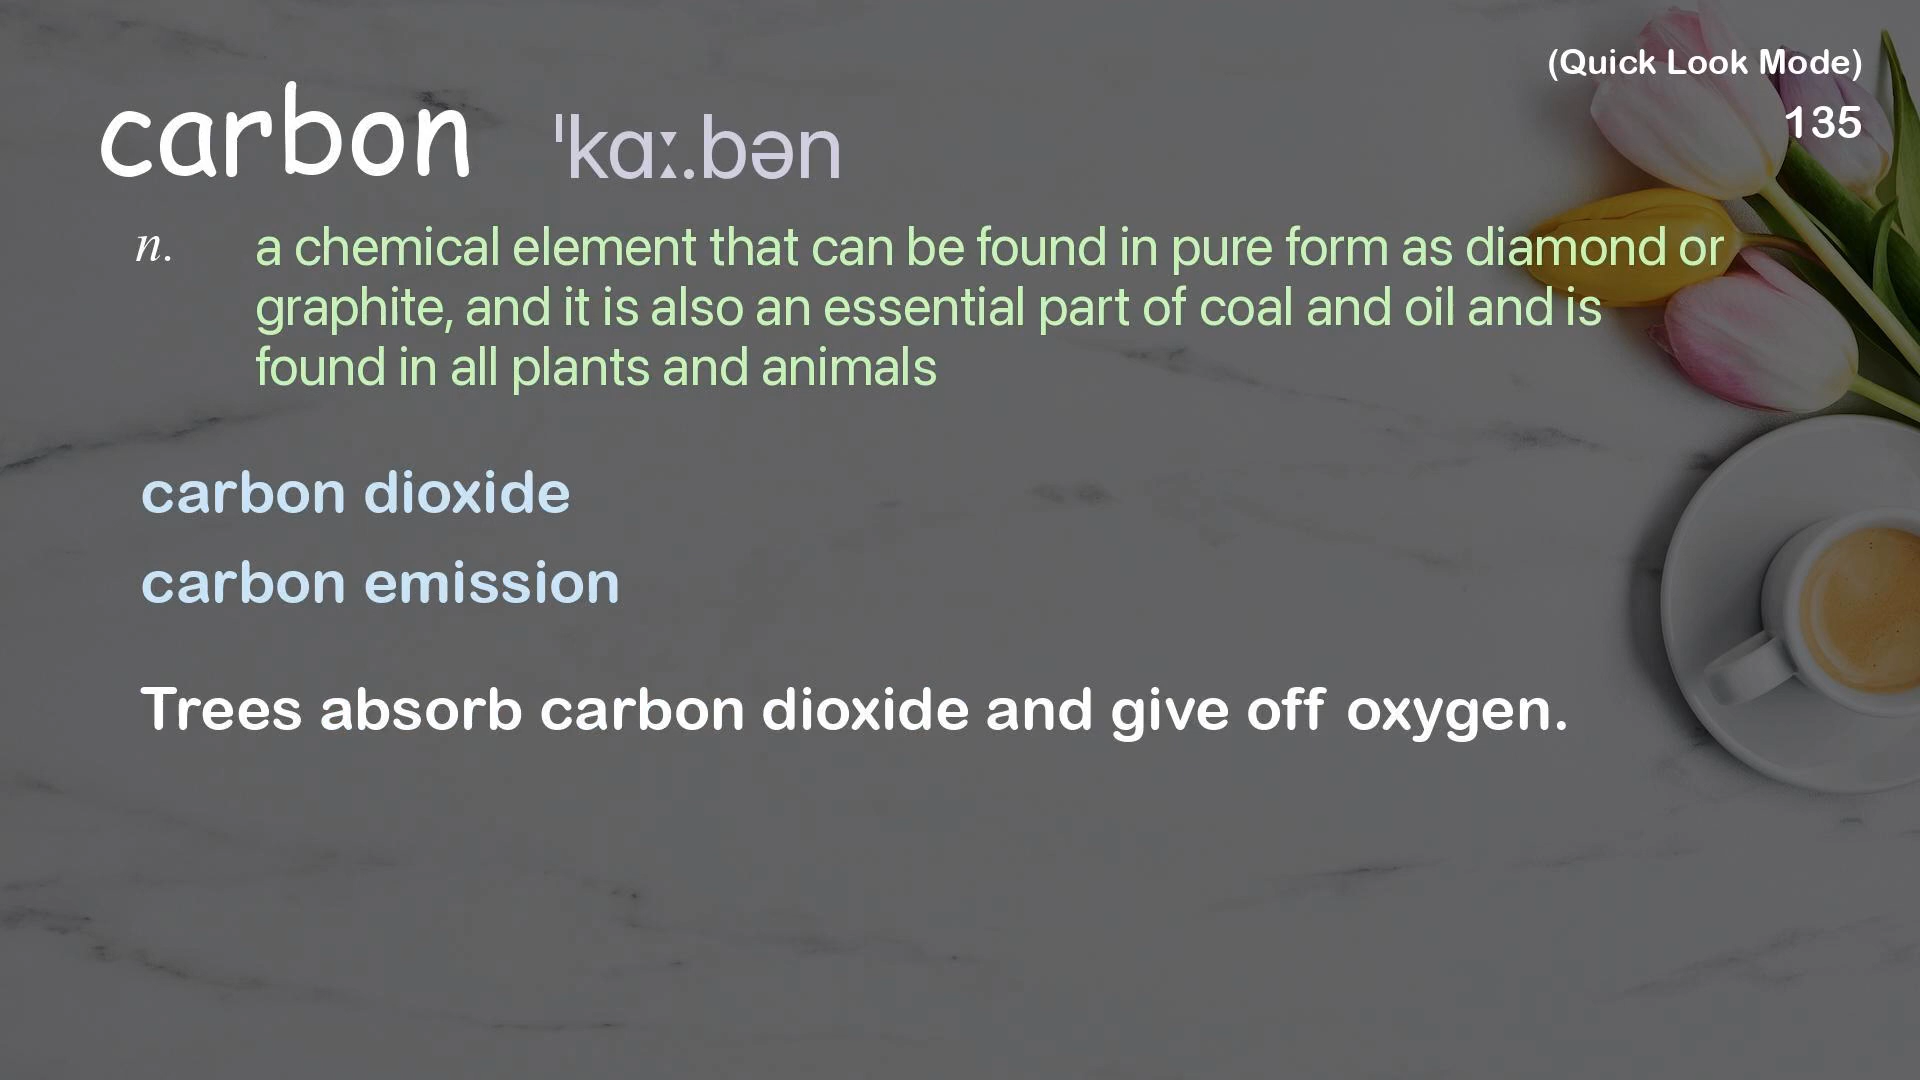 (Quick Look Mode)
135
carbon ˈkɑː.bən
n. a chemical element that can be found in pure form as diamond or
graphite, and it is also an essential part of coal and oil and is
found in all plants and animals
carbon dioxide
carbon emission
Trees absorb carbon dioxide and give off oxygen.